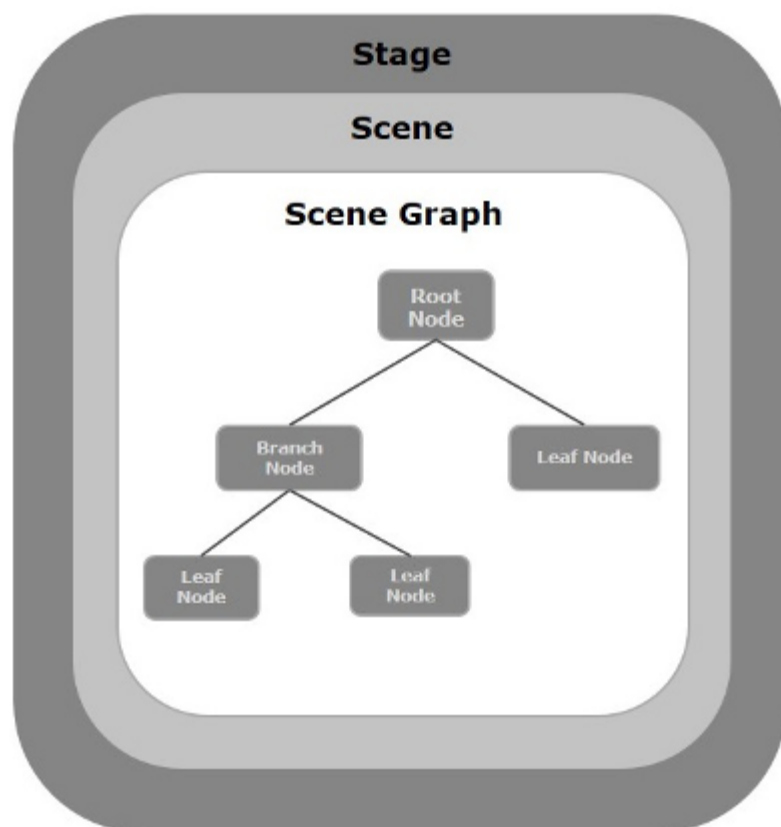 Stage
Scene
Scene Graph
Root
Node
Branch
Node
Leaf Node
Leaf
Node
Leaf
Node